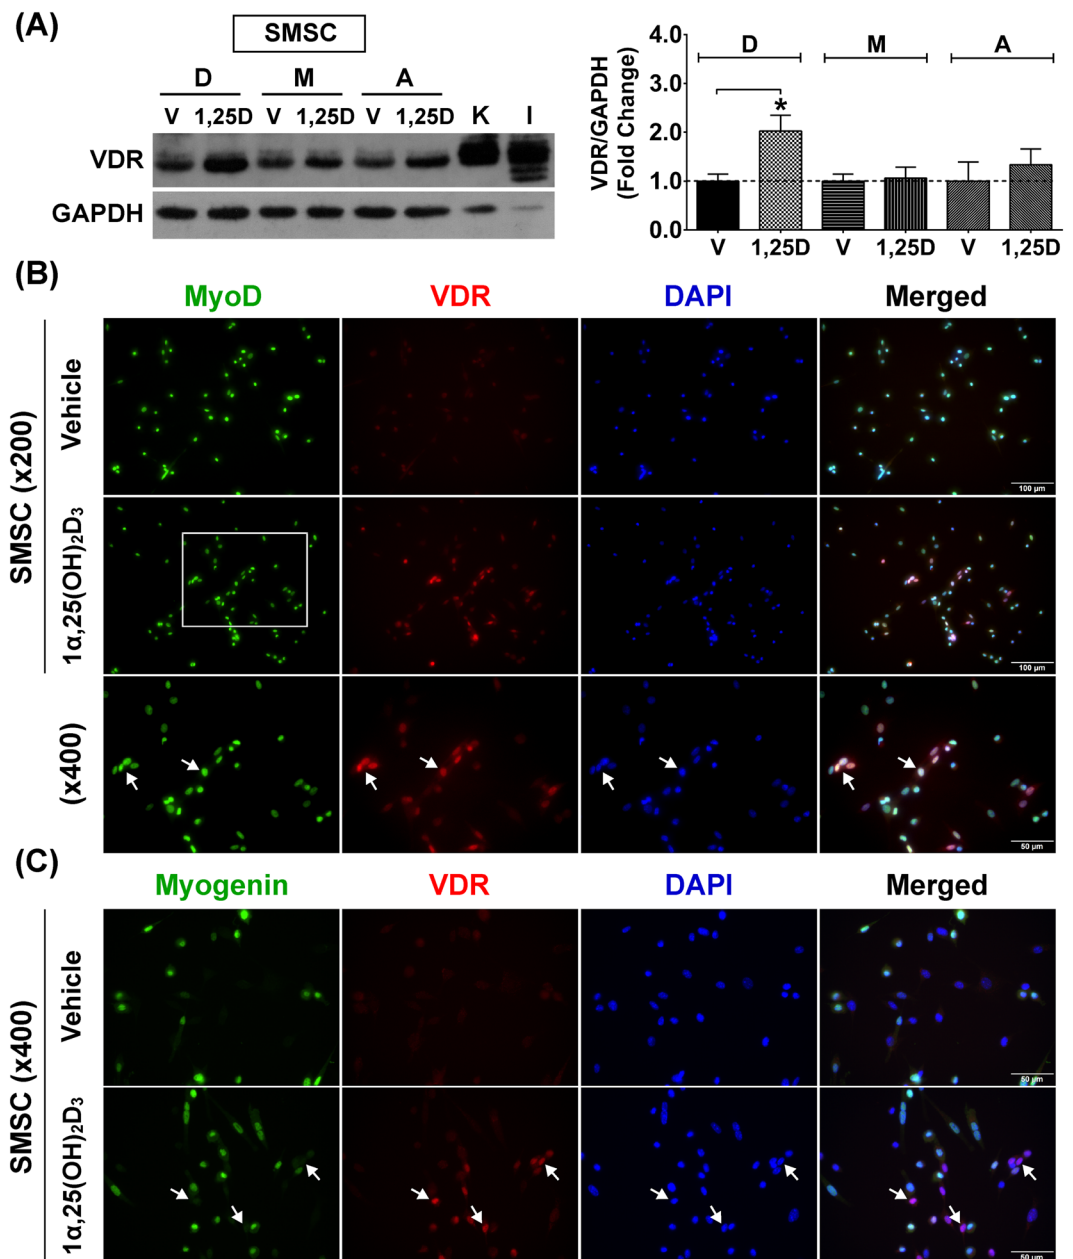 (A)
SMSC
D M A
V 1,25D V 1,25D V 1,25D K I
VDR
GAPDH
VDR/GAPDH
(Fold Change)
4.0
3.0
2.0
1.0
0.0
D M A
*
V 1,25D V 1,25D V 1,25D
(B)
MyoD VDR DAPI Merged
SMSC (x200)
Vehicle
100 µm
1α,25(OH)₂D₃
100 µm
(x400)
50 µm
(C)
Myogenin VDR DAPI Merged
SMSC (x400)
Vehicle
50 µm
1α,25(OH)₂D₃
50 µm